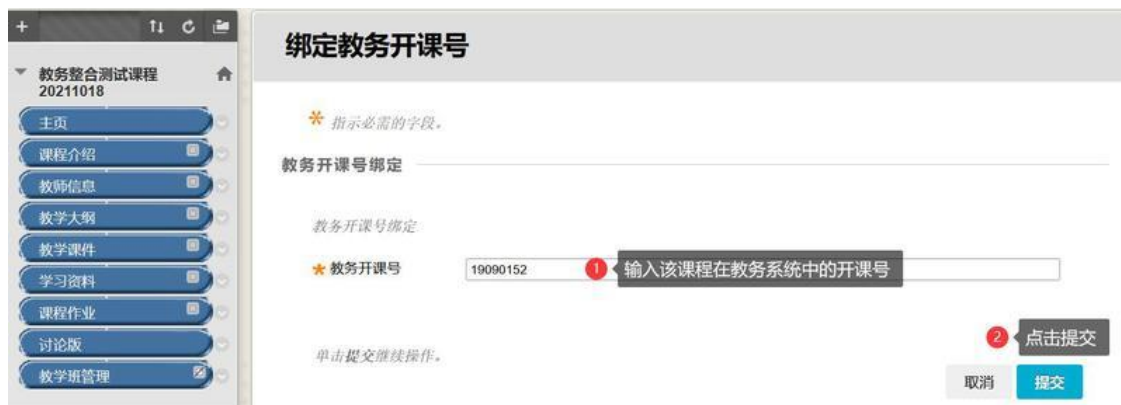 绑定教务开课号
教务整合测试课程
20211018
主页
课程介绍
教师信息
教学大纲
教学课件
学习资料
课程作业
讨论版
教学班管理
* 指示必需的字段。
教务开课号绑定
教务开课号绑定
* 教务开课号
19090152
1 输入该课程在教务系统中的开课号
2 点击提交
单击提交继续操作。
取消
提交